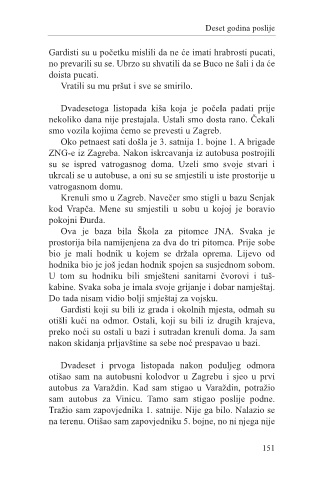 Deset godina poslije
Gardisti su u početku mislili da ne će imati hrabrosti pucati,
no prevarili su se. Ubrzo su shvatili da se Buco ne šali i da će
doista pucati.
Vratili su mu pršut i sve se smirilo.
Dvadesetoga listopada kiša koja je počela padati prije
nekoliko dana nije prestajala. Ustali smo dosta rano. Čekali
smo vozila kojima ćemo se prevesti u Zagreb.
Oko petnaest sati došla je 3. satnija 1. bojne 1. A brigade
ZNG-e iz Zagreba. Nakon iskrcavanja iz autobusa postrojili
su se ispred vatrogasnog doma. Uzeli smo svoje stvari i
ukrcali se u autobuse, a oni su se smjestili u iste prostorije u
vatrogasnom domu.
Krenuli smo u Zagreb. Navečer smo stigli u bazu Senjak
kod Vrapča. Mene su smjestili u sobu u kojoj je boravio
pokojni Đurđa.
Ova je baza bila Škola za pitomce JNA. Svaka je
prostorija bila namijenjena za dva do tri pitomca. Prije sobe
bio je mali hodnik u kojem se držala oprema. Lijevo od
hodnika bio je još jedan hodnik spojen sa susjednom sobom.
U tom su hodniku bili smješteni sanitarni čvorovi i tuš-
kabine. Svaka soba je imala svoje grijanje i dobar namještaj.
Do tada nisam vidio bolji smještaj za vojsku.
Gardisti koji su bili iz grada i okolnih mjesta, odmah su
otišli kući na odmor. Ostali, koji su bili iz drugih krajeva,
preko noći su ostali u bazi i sutradan krenuli doma. Ja sam
nakon skidanja prljavštine sa sebe noć prespavao u bazi.
Dvadeset i prvoga listopada nakon poduljeg odmora
otišao sam na autobusni kolodvor u Zagrebu i sjeo u prvi
autobus za Varaždin. Kad sam stigao u Varaždin, potražio
sam autobus za Vinicu. Tamo sam stigao poslije podne.
Tražio sam zapovjednika 1. satnije. Nije ga bilo. Nalazio se
na terenu. Otišao sam zapovjedniku 5. bojne, no ni njega nije
151